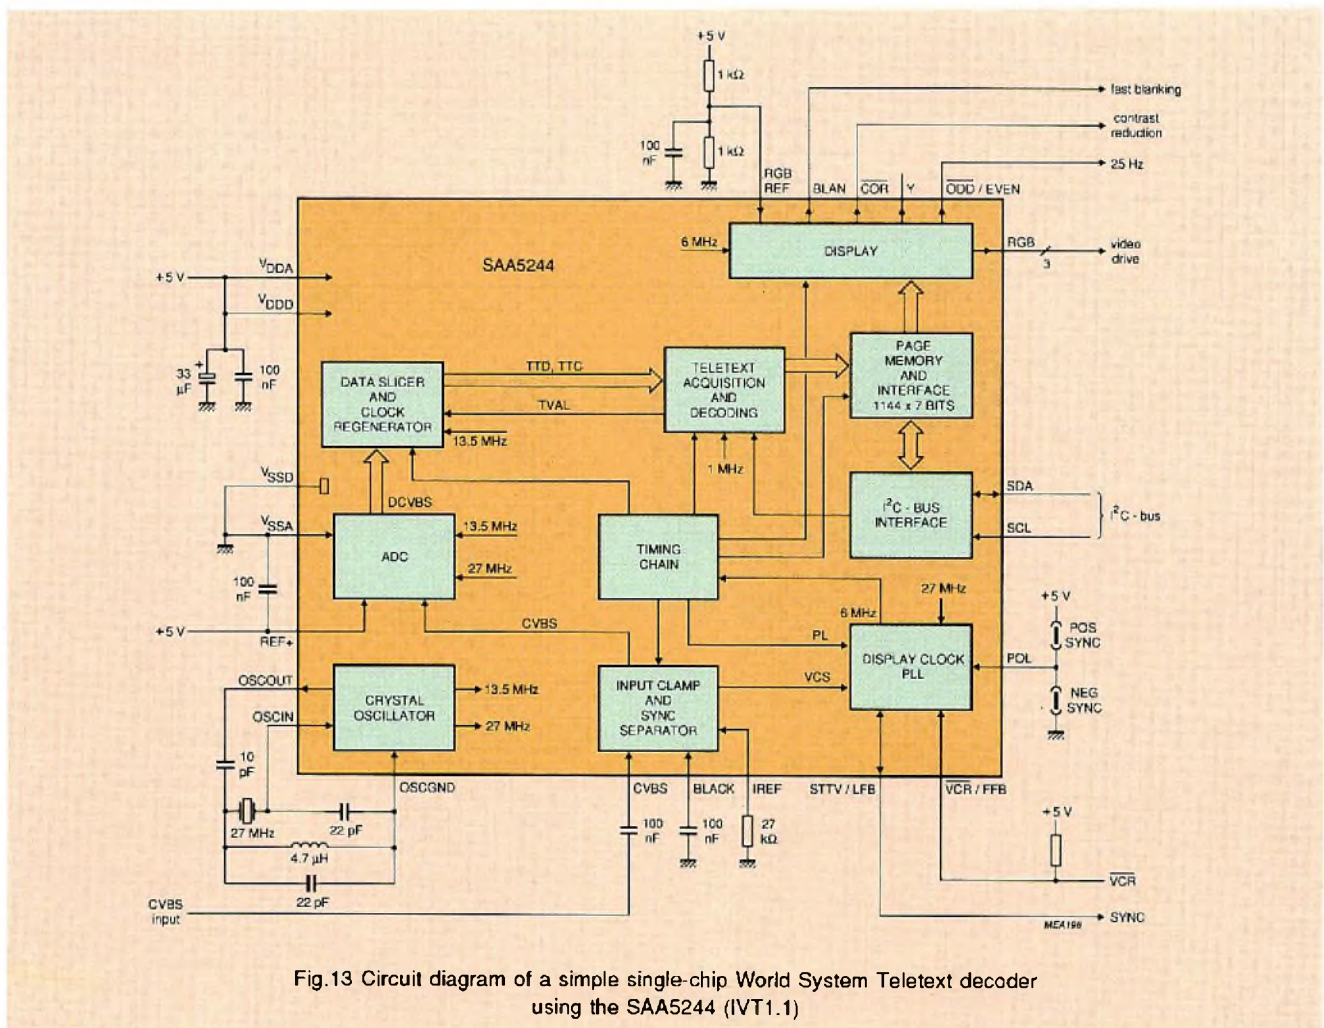 +5 V
1 kΩ
100
nF
1 kΩ
fast blanking
contrast
reduction
25 Hz
RGB
REF
BLAN
COR
Y
ODD / EVEN
6 MHz
DISPLAY
RGB
3
video
drive
SAA5244
+5 V
VDDA
VDDD
33
μF
+
100
nF
DATA SLICER
AND
CLOCK
REGENERATOR
TTD, TTC
TVAL
13.5 MHz
TELETEXT
ACQUISITION
AND
DECODING
1 MHz
PAGE
MEMORY
AND
INTERFACE
1144 x 7 BITS
VSSD
VSSA
DCVBS
ADC
13.5 MHz
27 MHz
TIMING
CHAIN
I²C - BUS
INTERFACE
SDA
SCL
I²C - bus
100
nF
+5 V
REF+
CVBS
6 MHz
27 MHz
PL
VCS
DISPLAY CLOCK
PLL
POL
+5 V
POS
SYNC
NEG
SYNC
OSCOUT
OSCIN
CRYSTAL
OSCILLATOR
13.5 MHz
27 MHz
INPUT CLAMP
AND
SYNC
SEPARATOR
10
pF
OSCGND
CVBS
BLACK
IREF
STTV / LFB
VCR / FFB
27 MHz
22 pF
4.7 μH
22 pF
100
nF
100
nF
27
kΩ
+5 V
VCR
CVBS
input
SYNC
MEA196
Fig.13 Circuit diagram of a simple single-chip World System Teletext decoder
using the SAA5244 (IVT1.1)